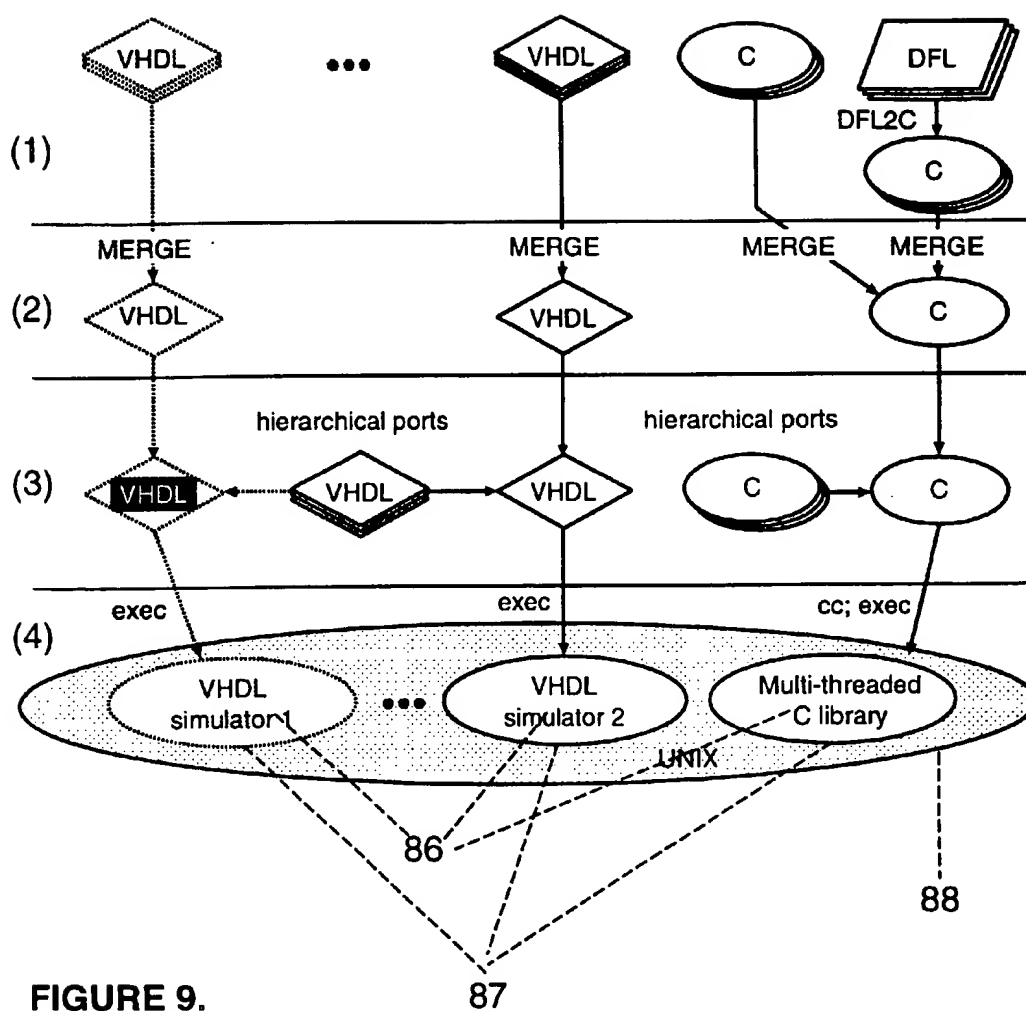 VHDL
VHDL
C
DFL
DFL2C
(1)
C
MERGE
MERGE
MERGE
MERGE
(2)
VHDL
VHDL
C
hierarchical ports
hierarchical ports
(3)
VHDL
VHDL
VHDL
C
C
exec
exec
cc; exec
(4)
VHDL
simulator 1
VHDL
simulator 2
Multi-threaded
C library
UNIX
86
88
87
FIGURE 9.